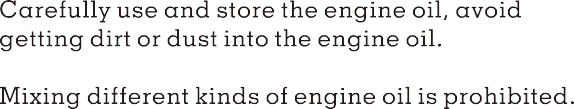 Carefully use and store the engine oil, avoid
getting dirt or dust into the engine oil.
Mixing different kinds of engine oil is prohibited.